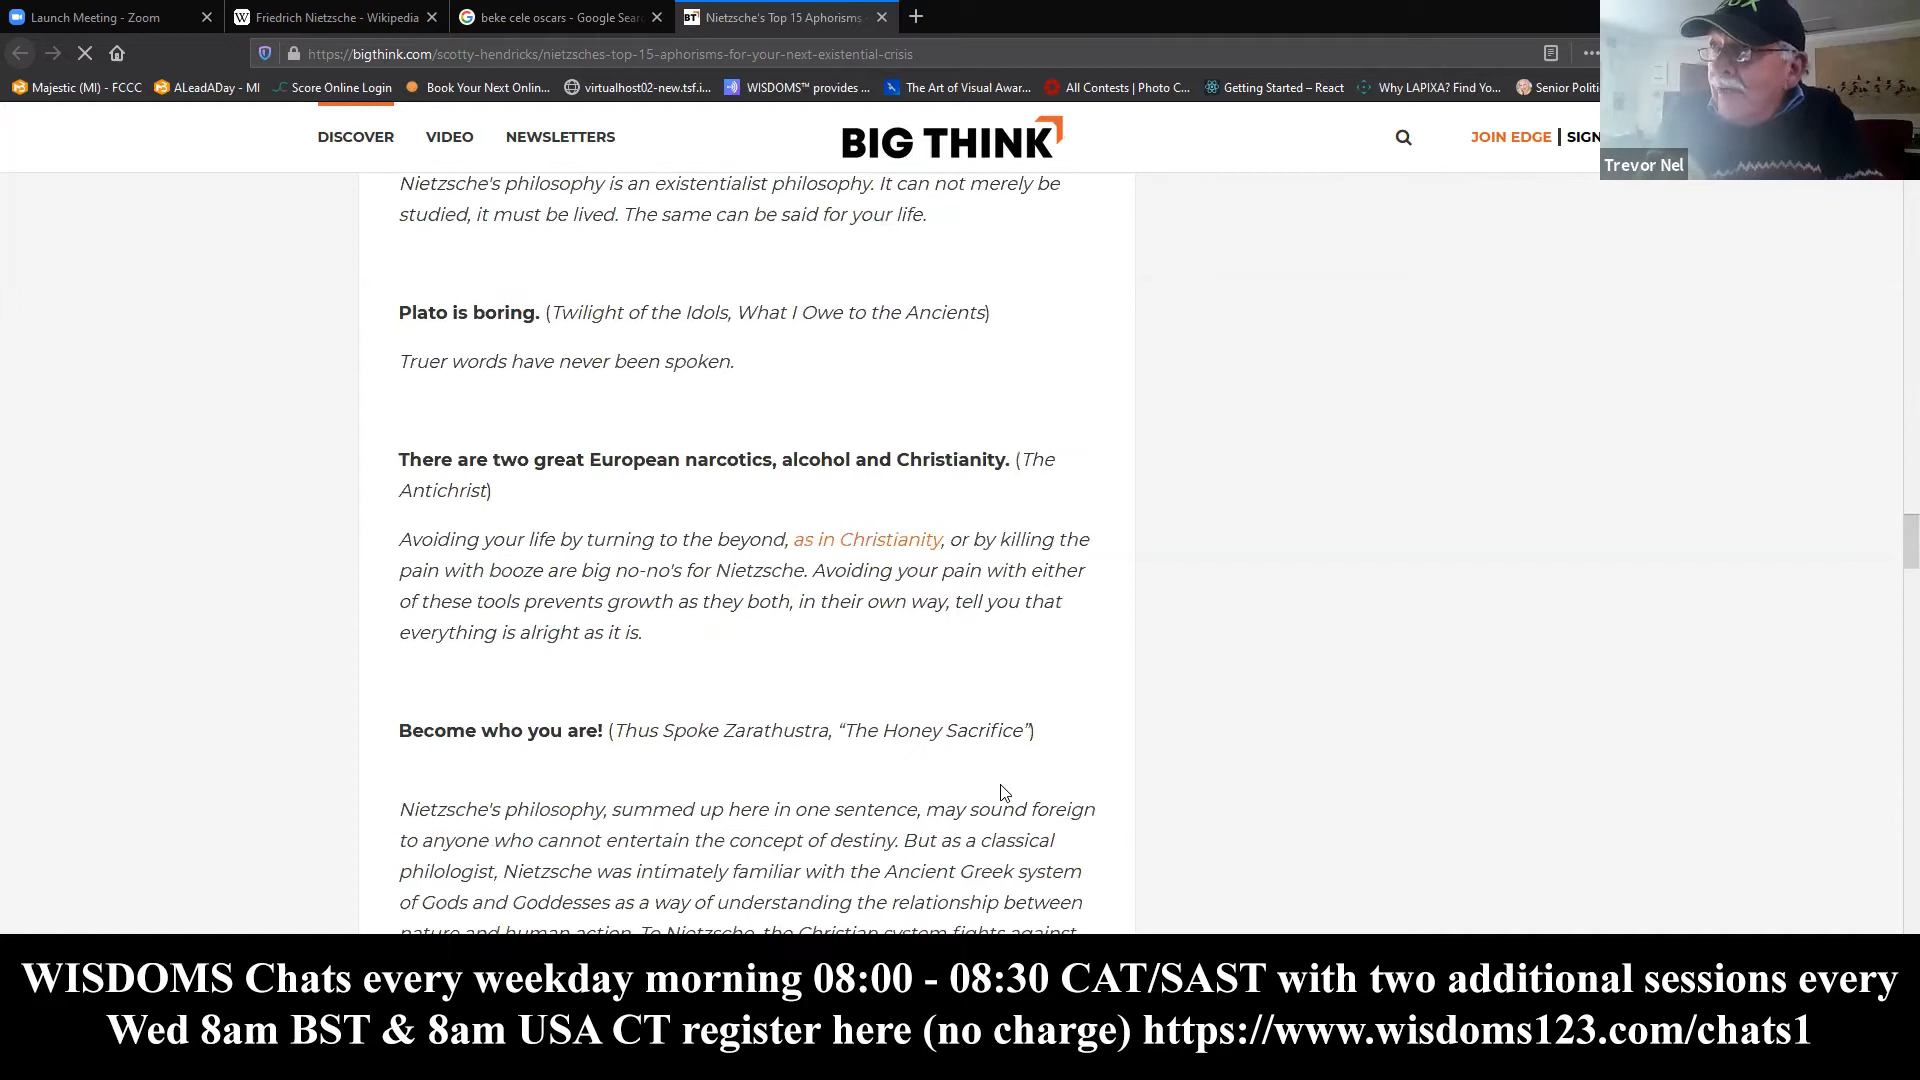 Launch Meeting - Zoom
Friedrich Nietzsche - Wikipedia
beke cele oscars - Google Sear
BT
Nietzsche's Top 15 Aphorisms
https://bigthink.com/scotty-hendricks/nietzsches-top-15-aphorisms-for-your-next-existential-crisis
Majestic (MI) - FCCC
ALeadADay - MI
Score Online Login
Book Your Next Onlin...
virtualhost02-new.tsf.i...
WISDOMS™ provides ...
The Art of Visual Awar...
All Contests | Photo C...
Getting Started – React
Why LAPIXA? Find Yo...
Senior Politi
DISCOVER
VIDEO
NEWSLETTERS
BIG THINK
JOIN EDGE | SIGN
Trevor Nel
Nietzsche's philosophy is an existentialist philosophy. It can not merely be
studied, it must be lived. The same can be said for your life.
Plato is boring. (Twilight of the Idols, What I Owe to the Ancients)
Truer words have never been spoken.
There are two great European narcotics, alcohol and Christianity. (The
Antichrist)
Avoiding your life by turning to the beyond, as in Christianity, or by killing the
pain with booze are big no-no's for Nietzsche. Avoiding your pain with either
of these tools prevents growth as they both, in their own way, tell you that
everything is alright as it is.
Become who you are! (Thus Spoke Zarathustra, “The Honey Sacrifice”)
Nietzsche's philosophy, summed up here in one sentence, may sound foreign
to anyone who cannot entertain the concept of destiny. But as a classical
philologist, Nietzsche was intimately familiar with the Ancient Greek system
of Gods and Goddesses as a way of understanding the relationship between
nature and human action. To Nietzsche, the Christian system fights against
WISDOMS Chats every weekday morning 08:00 - 08:30 CAT/SAST with two additional sessions every
Wed 8am BST & 8am USA CT register here (no charge) https://www.wisdoms123.com/chats1